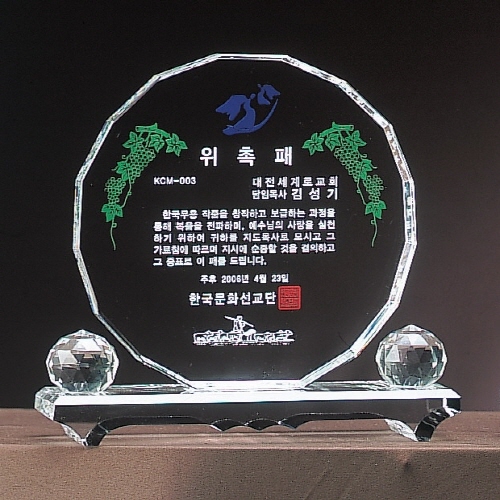 위 촉 패
KCM-003
대전세계로교회
담임목사 김성기
한국무용 작품을 창작하고 보급하는 과정을
통해 복음을 전파하며, 예수님의 사랑을 실천
하기 위하여 귀하를 지도목사로 모시고 그
가르침에 따르며 지시에 순종할 것을 결의하고
그 증표로 이 패를 드립니다.
주후 2006년 4월 23일
한국문화선교단